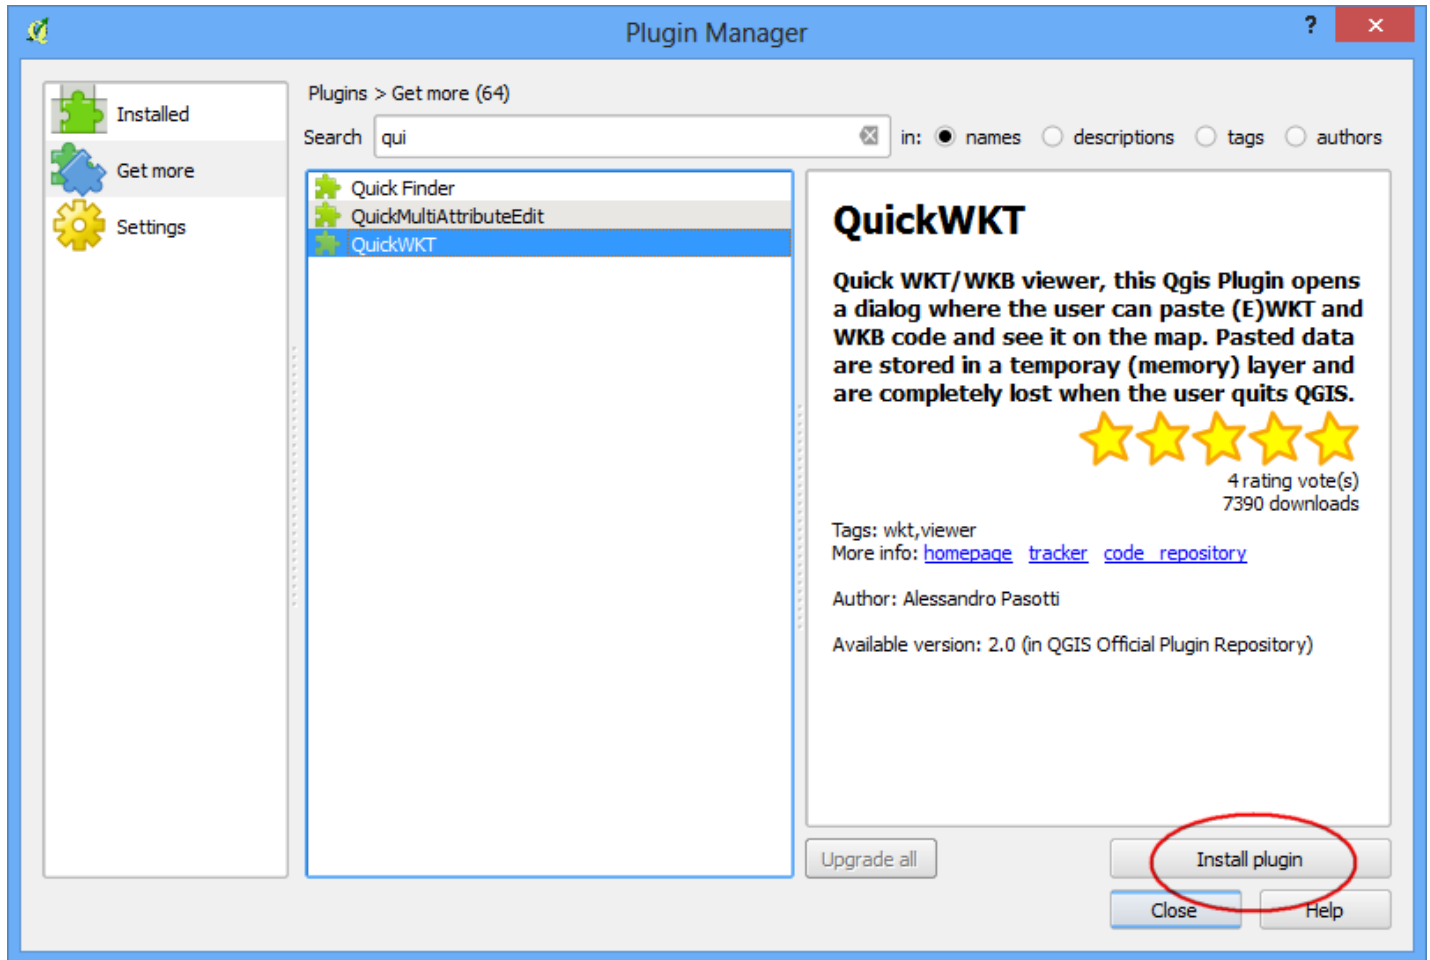 Plugin Manager
?
Installed
Get more
Settings
Plugins > Get more (64)
Search qui in: names descriptions tags authors
Quick Finder
QuickMultiAttributeEdit
QuickWKT
QuickWKT
Quick WKT/WKB viewer, this Qgis Plugin opens
a dialog where the user can paste (E)WKT and
WKB code and see it on the map. Pasted data
are stored in a temporay (memory) layer and
are completely lost when the user quits QGIS.
4 rating vote(s)
7390 downloads
Tags: wkt,viewer
More info: homepage tracker code repository
Author: Alessandro Pasotti
Available version: 2.0 (in QGIS Official Plugin Repository)
Upgrade all
Install plugin
Close
Help